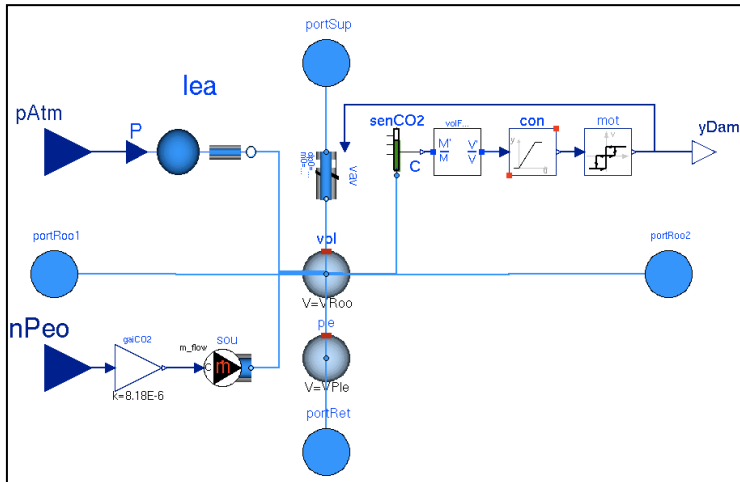 portSup
lea
pAtm
P
senCO2
volF...
con
mot
yDam
M'
M
V'
V
y
u
v
C
vav
portRoo1
vol
portRoo2
V=VRoo
nPeo
gaiCO2
m_flow
sou
ple
C
m
K=8.18E-6
V=VPle
portRet